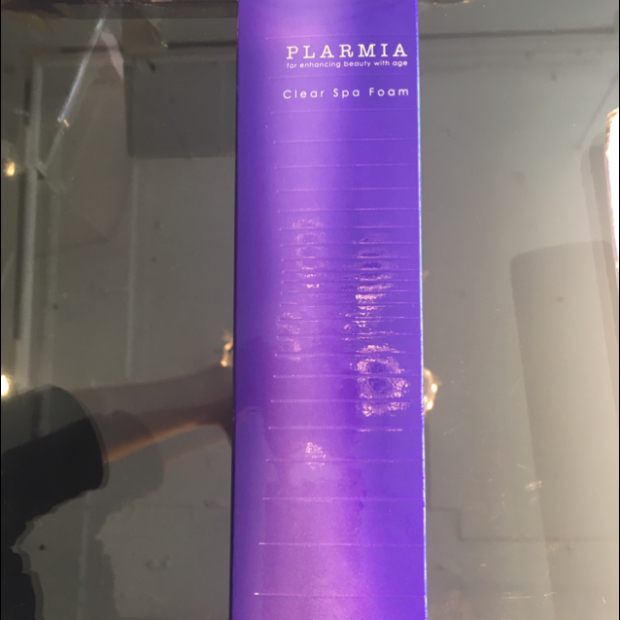 PLARMIA
for enhancing beauty with age
Clear Spa Foam